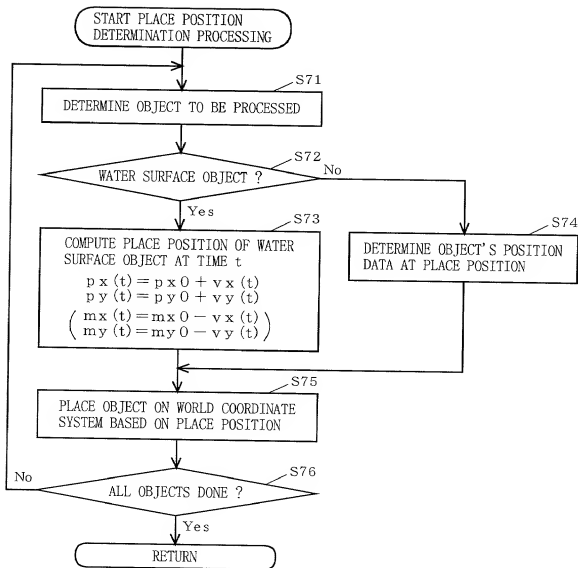 START PLACE POSITION
DETERMINATION PROCESSING
S71
DETERMINE OBJECT TO BE PROCESSED
S72
WATER SURFACE OBJECT ?
No
Yes
S73
COMPUTE PLACE POSITION OF WATER
SURFACE OBJECT AT TIME t
px(t)=px0+vx(t)
py(t)=py0+vy(t)
(mx(t)=mx0-vx(t)
my(t)=my0-vy(t))
S74
DETERMINE OBJECT'S POSITION
DATA AT PLACE POSITION
S75
PLACE OBJECT ON WORLD COORDINATE
SYSTEM BASED ON PLACE POSITION
S76
ALL OBJECTS DONE ?
No
Yes
RETURN